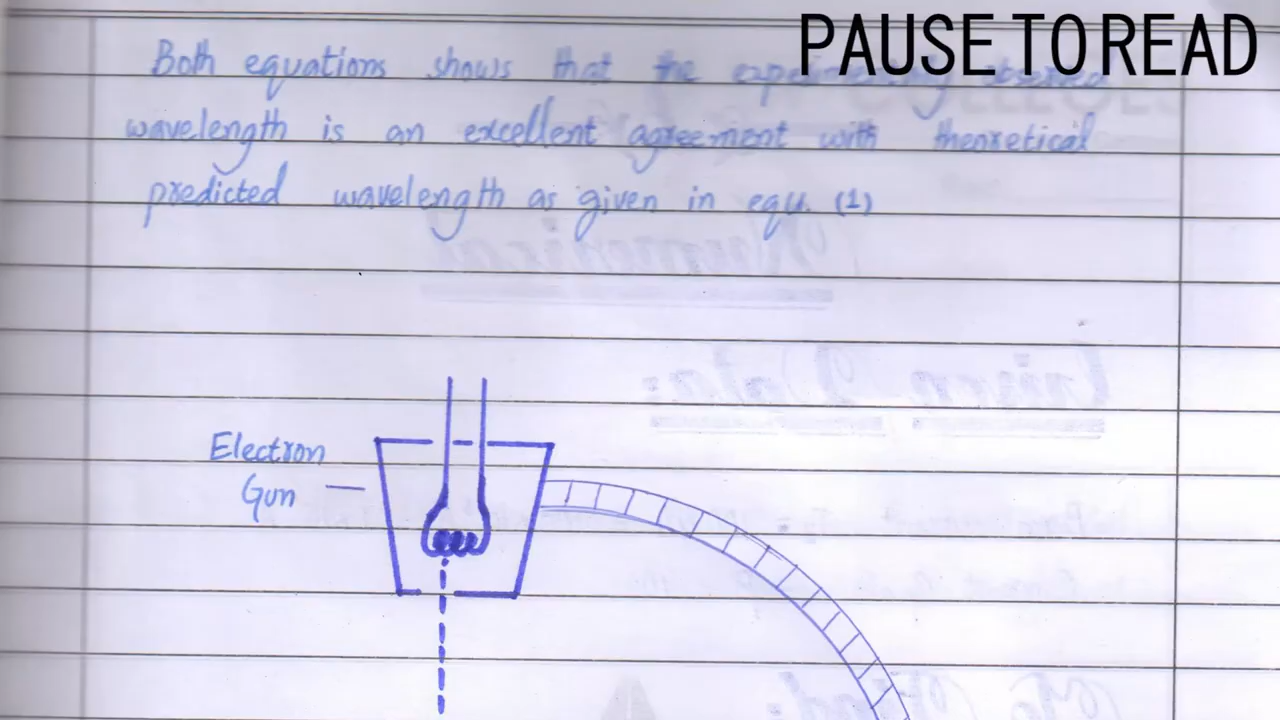 PAUSE TO READ
Both equations shows that the
wavelength is an excellent agreement with theoretical
predicted wavelength as given in equ. (1)
Electron
Gun